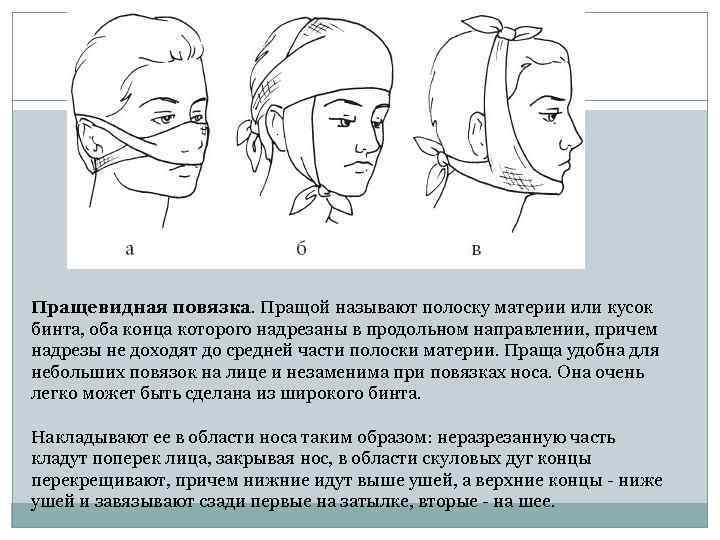 а б в
Пращевидная повязка. Пращой называют полоску материи или кусок
бинта, оба конца которого надрезаны в продольном направлении, причем
надрезы не доходят до средней части полоски материи. Праща удобна для
небольших повязок на лице и незаменима при повязках носа. Она очень
легко может быть сделана из широкого бинта.
Накладывают ее в области носа таким образом: неразрезанную часть
кладут поперек лица, закрывая нос, в области скуловых дуг концы
перекрещивают, причем нижние идут выше ушей, а верхние концы - ниже
ушей и завязывают сзади первые на затылке, вторые - на шее.